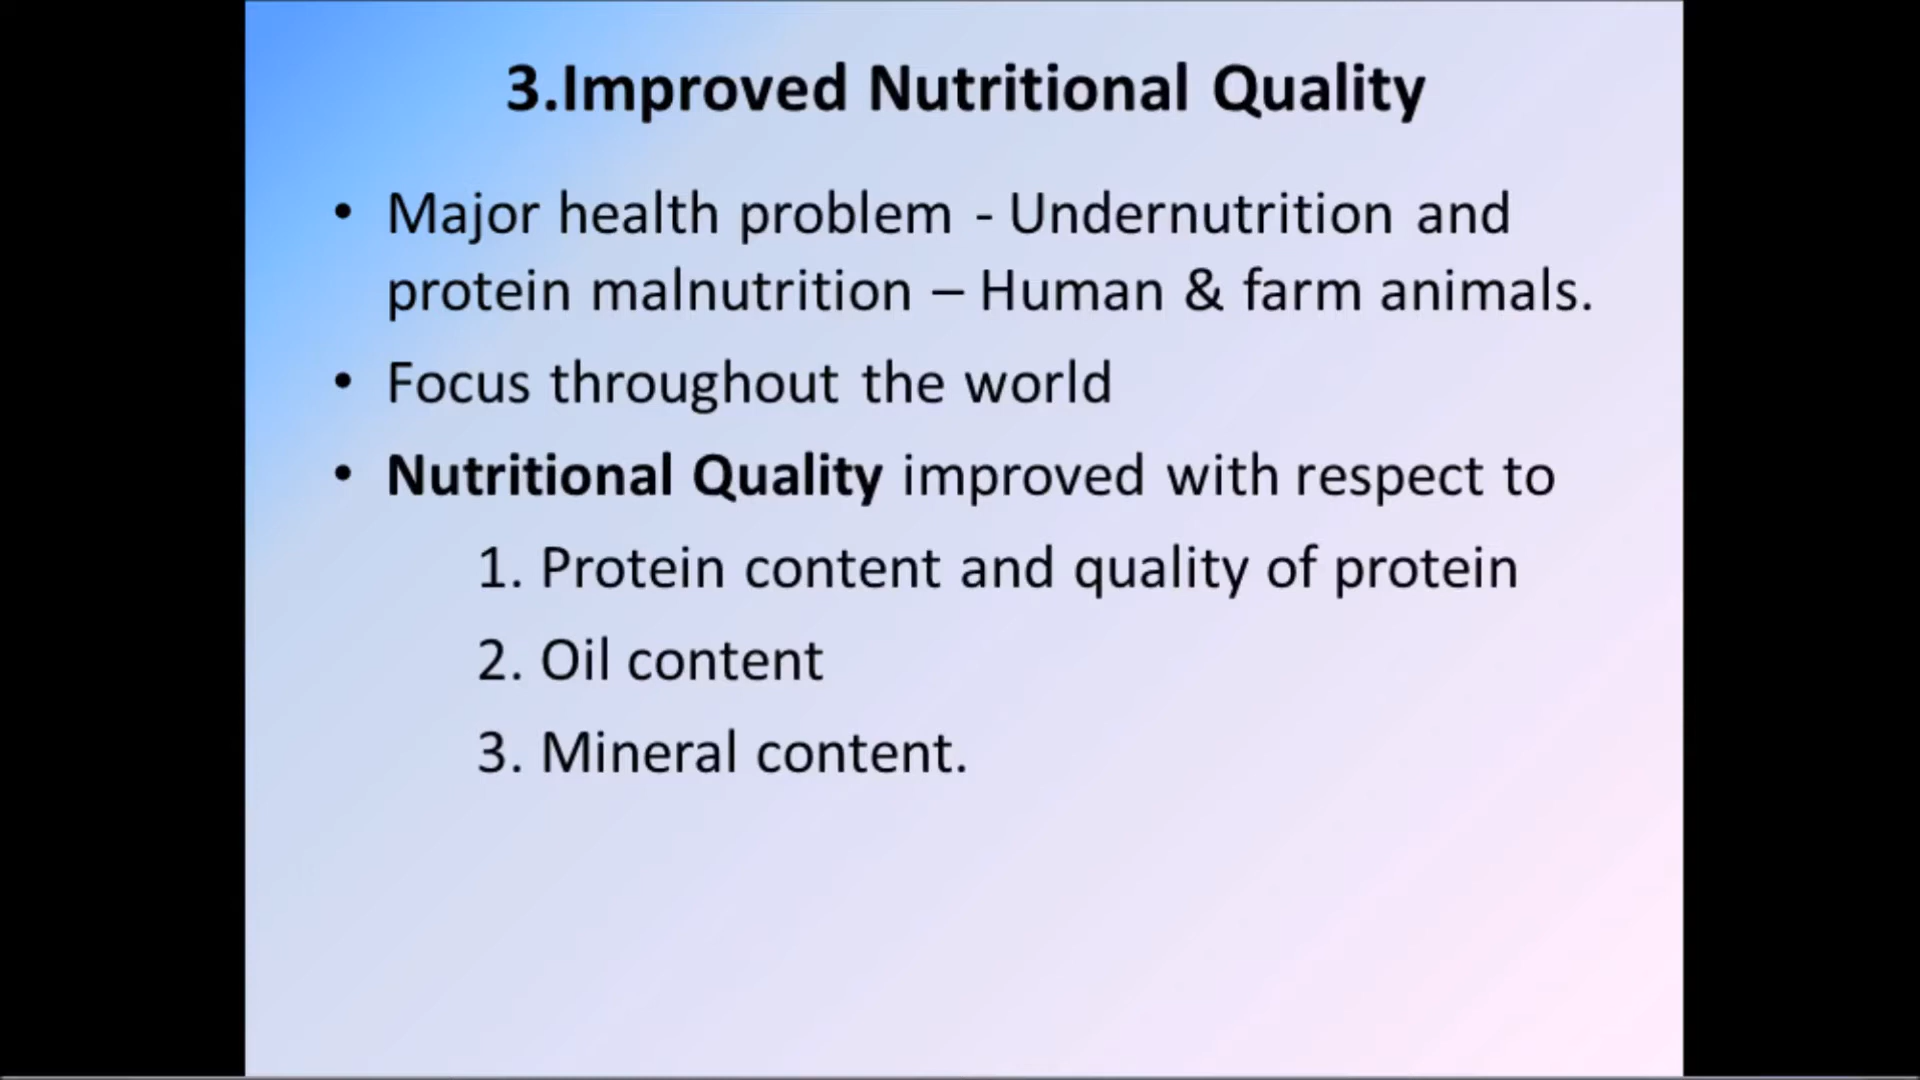 3.Improved Nutritional Quality
• Major health problem - Undernutrition and
protein malnutrition – Human & farm animals.
• Focus throughout the world
• Nutritional Quality improved with respect to
1. Protein content and quality of protein
2. Oil content
3. Mineral content.